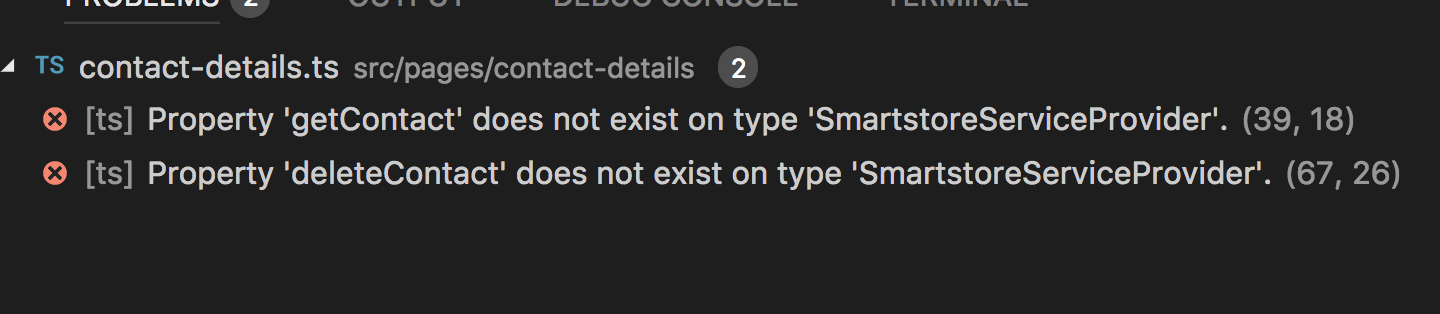 PROBLEMS 2 OUTPUT DEBUG CONSOLE TERMINAL
TS contact-details.ts src/pages/contact-details 2
[ts] Property 'getContact' does not exist on type 'SmartstoreServiceProvider'. (39, 18)
[ts] Property 'deleteContact' does not exist on type 'SmartstoreServiceProvider'. (67, 26)